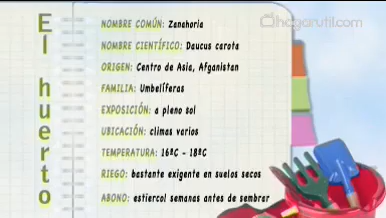 hogarutil.com
El huerto
NOMBRE COMÚN: Zanahoria
NOMBRE CIENTÍFICO: Daucus carota
ORIGEN: Centro de Asia, Afganistan
FAMILIA: Umbelíferas
EXPOSICIÓN: a pleno sol
UBICACIÓN: climas varios
TEMPERATURA: 16ºC - 18ºC
RIEGO: bastante exigente en suelos secos
ABONO: estiercol semanas antes de sembrar